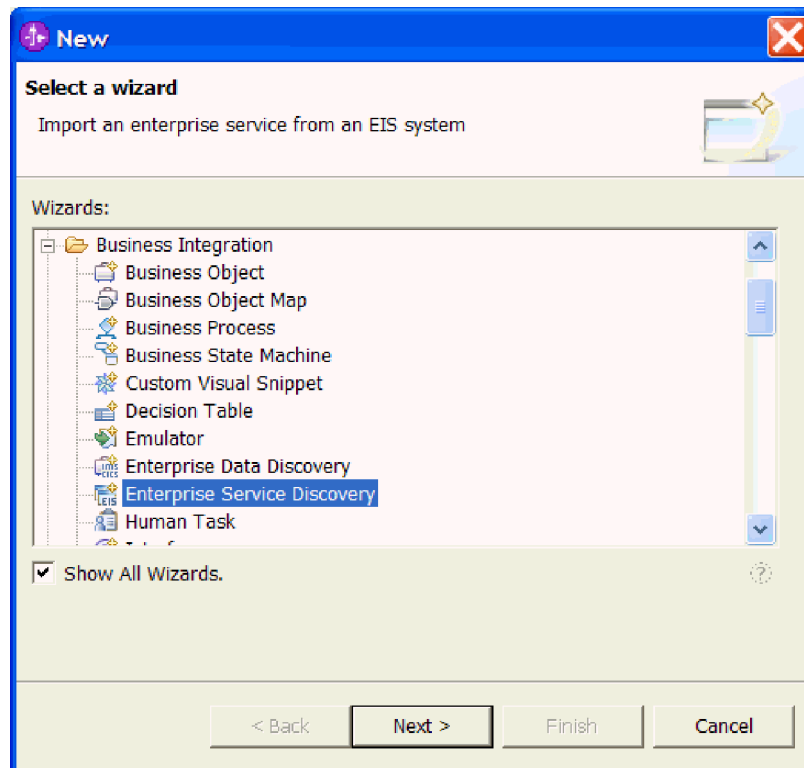 New
Select a wizard
Import an enterprise service from an EIS system
Wizards:
Business Integration
Business Object
Business Object Map
Business Process
Business State Machine
Custom Visual Snippet
Decision Table
Emulator
Enterprise Data Discovery
Enterprise Service Discovery
Human Task
Show All Wizards.
< Back Next > Finish Cancel